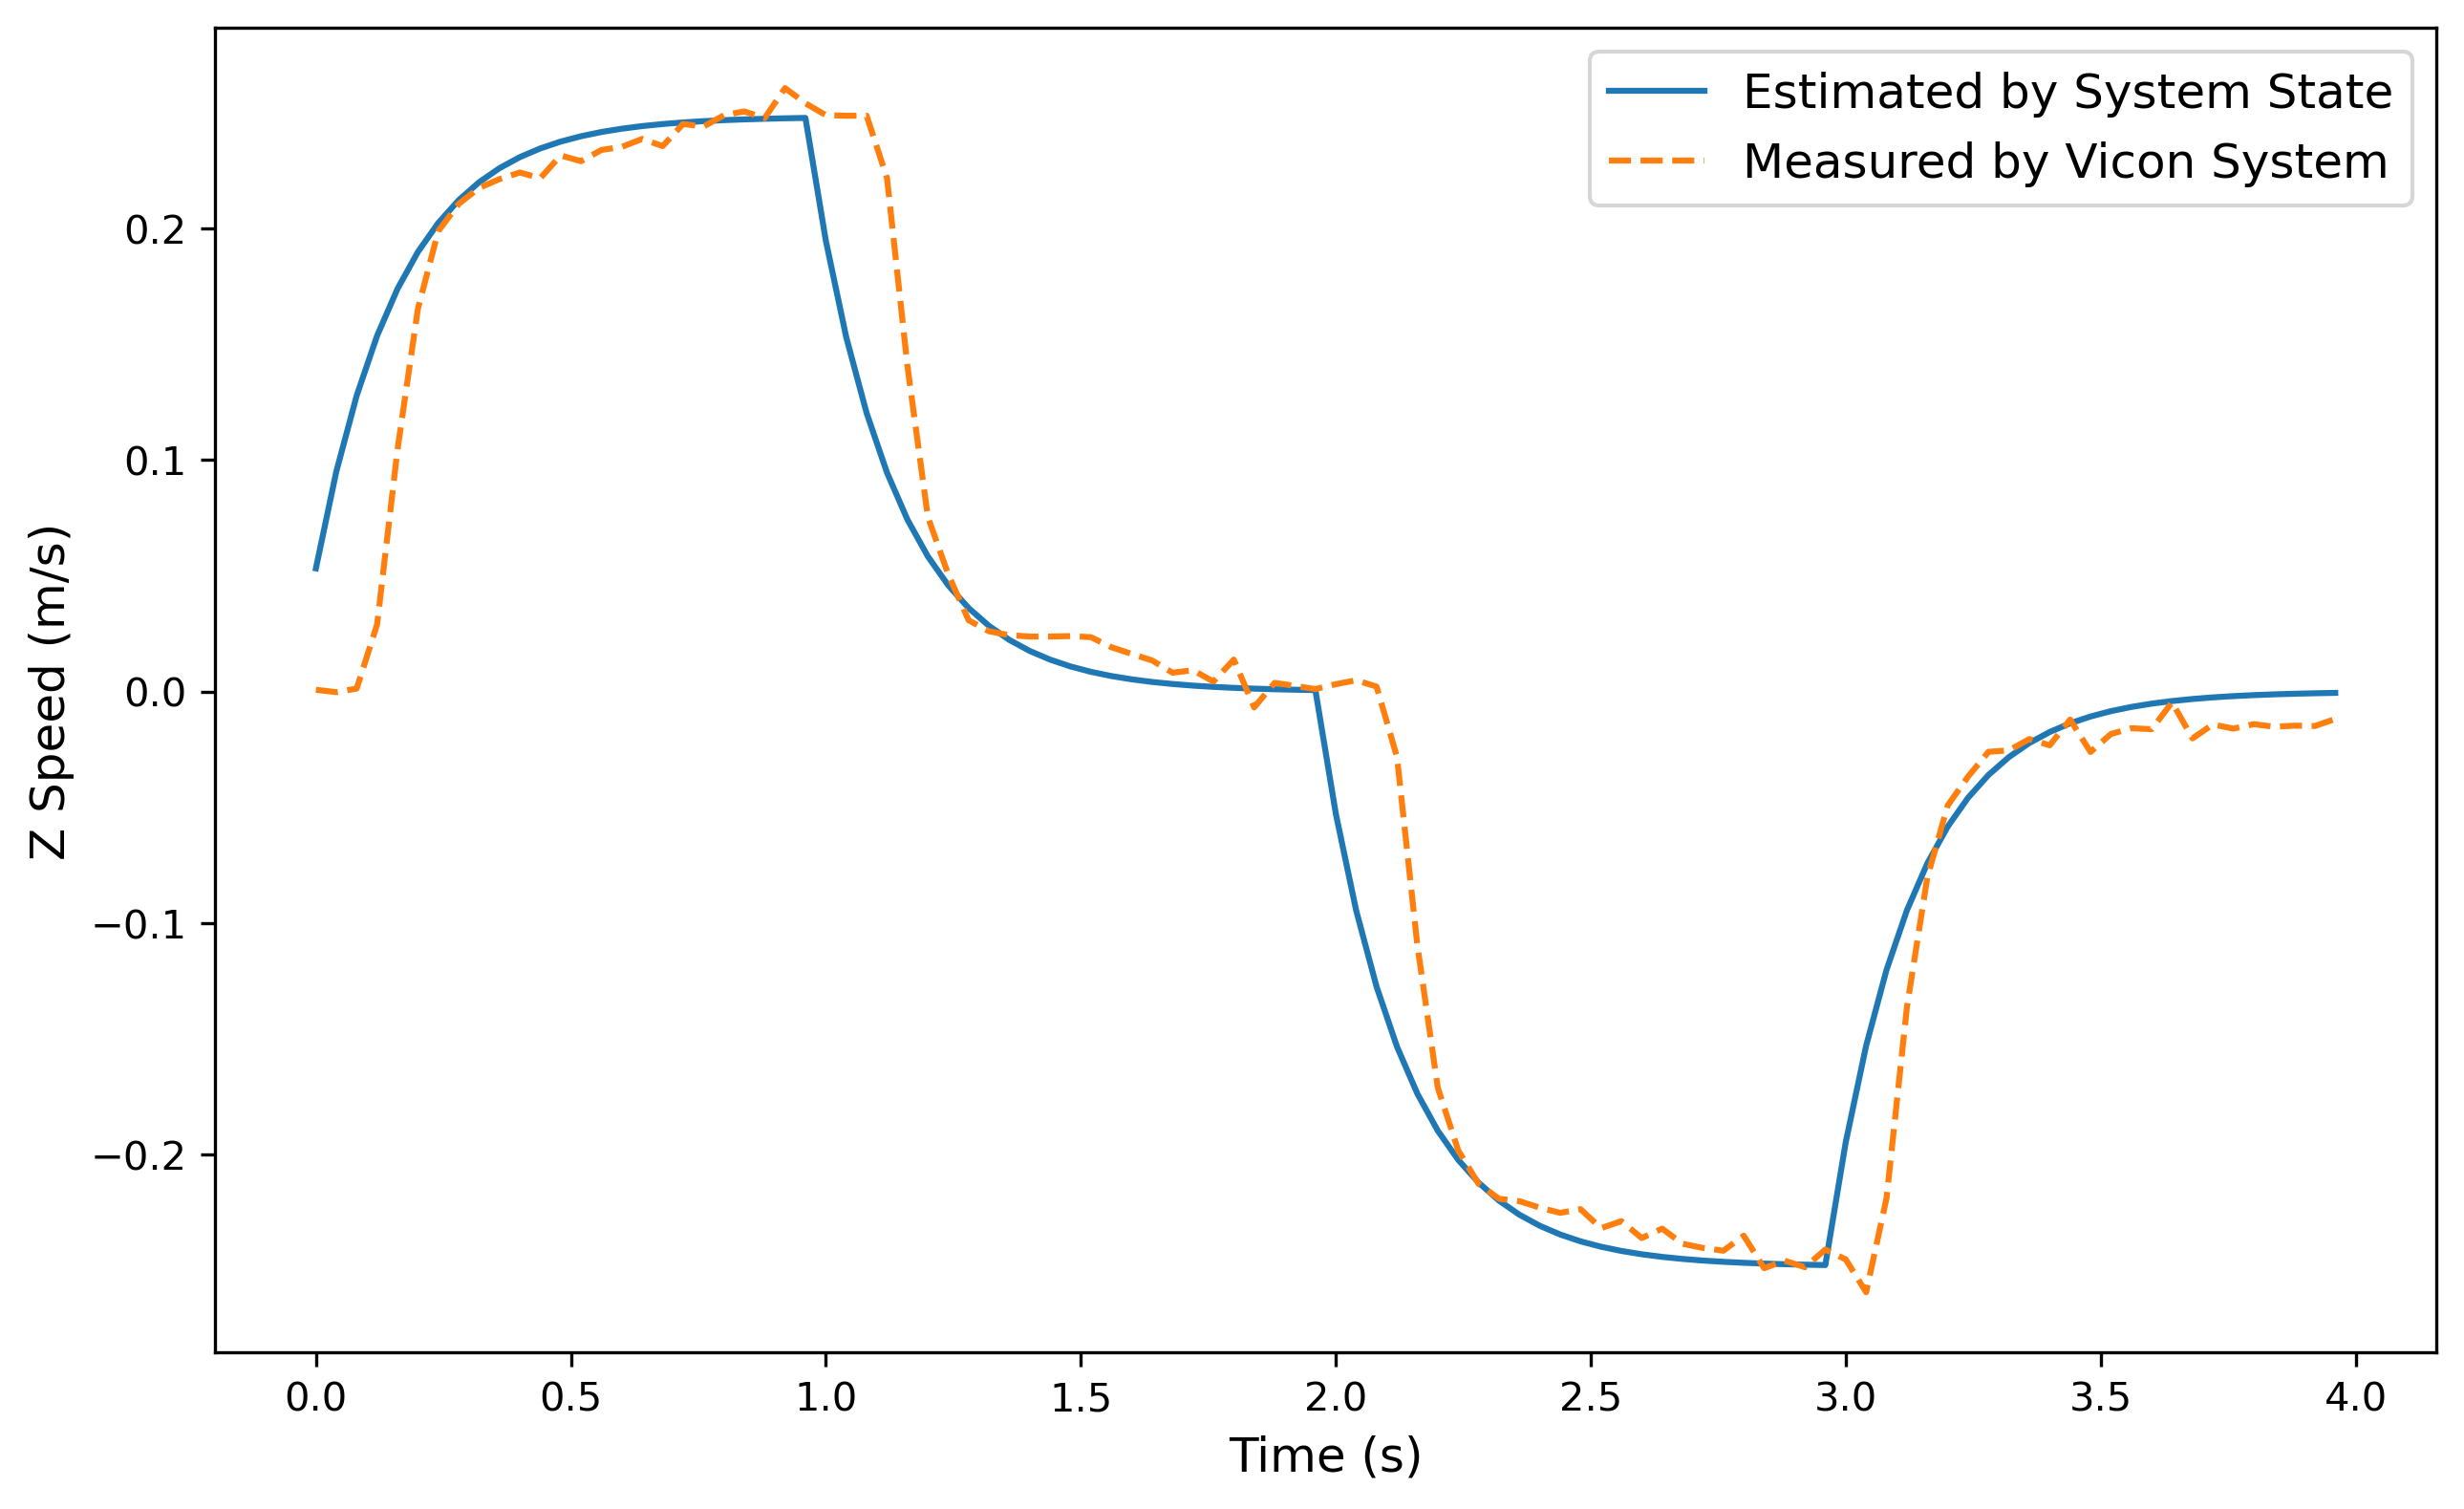 Estimated by System State
Measured by Vicon System
Z Speed (m/s)
0.2
0.1
0.0
−0.1
−0.2
0.0 0.5 1.0 1.5 2.0 2.5 3.0 3.5 4.0
Time (s)